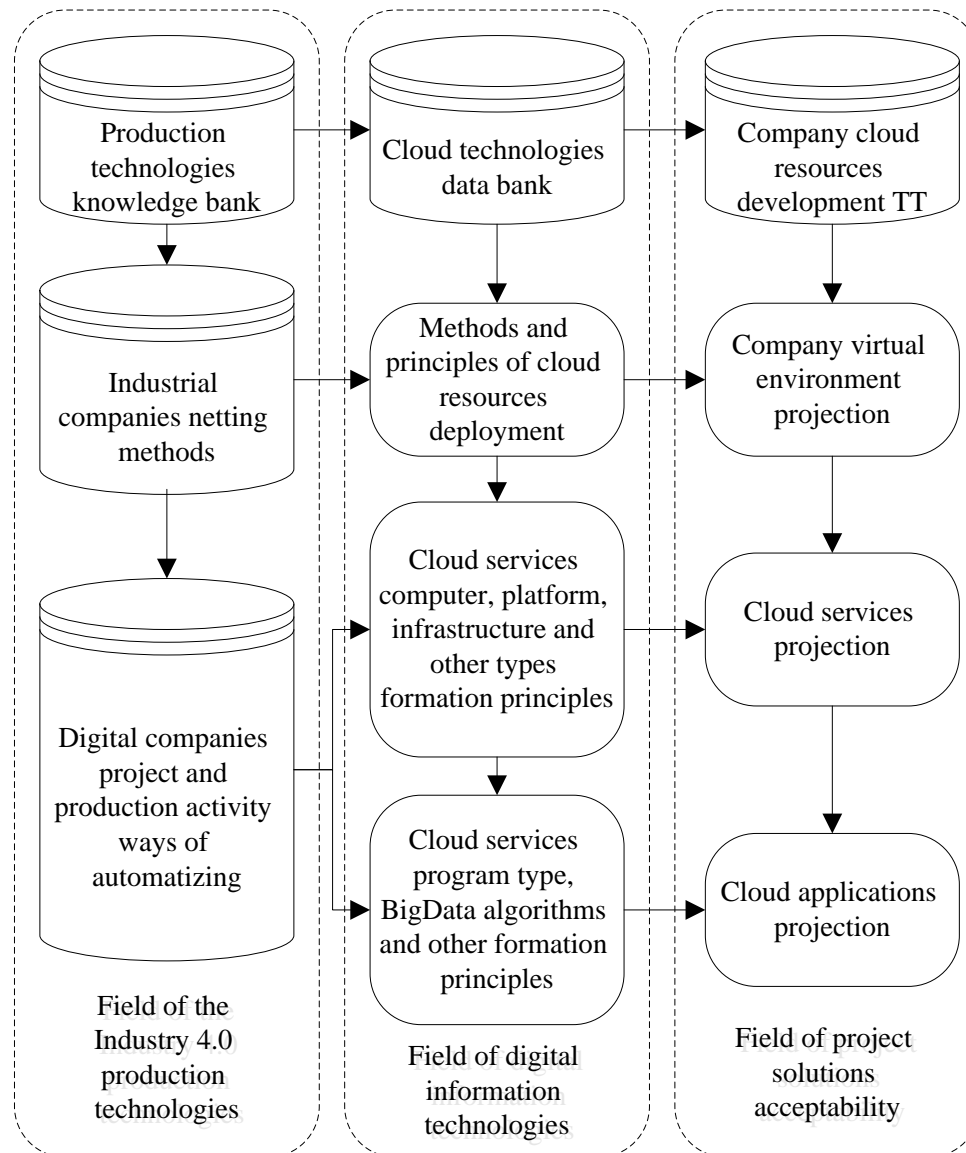 Production
technologies
knowledge bank
Cloud technologies
data bank
Company cloud
resources
development TT
Industrial
companies netting
methods
Methods and
principles of cloud
resources
deployment
Company virtual
environment
projection
Digital companies
project and
production activity
ways of
automatizing
Cloud services
computer, platform,
infrastructure and
other types
formation principles
Cloud services
projection
Cloud services
program type,
BigData algorithms
and other formation
principles
Cloud applications
projection
Field of the
Industry 4.0
production
technologies
Field of digital
information
technologies
Field of project
solutions
acceptability